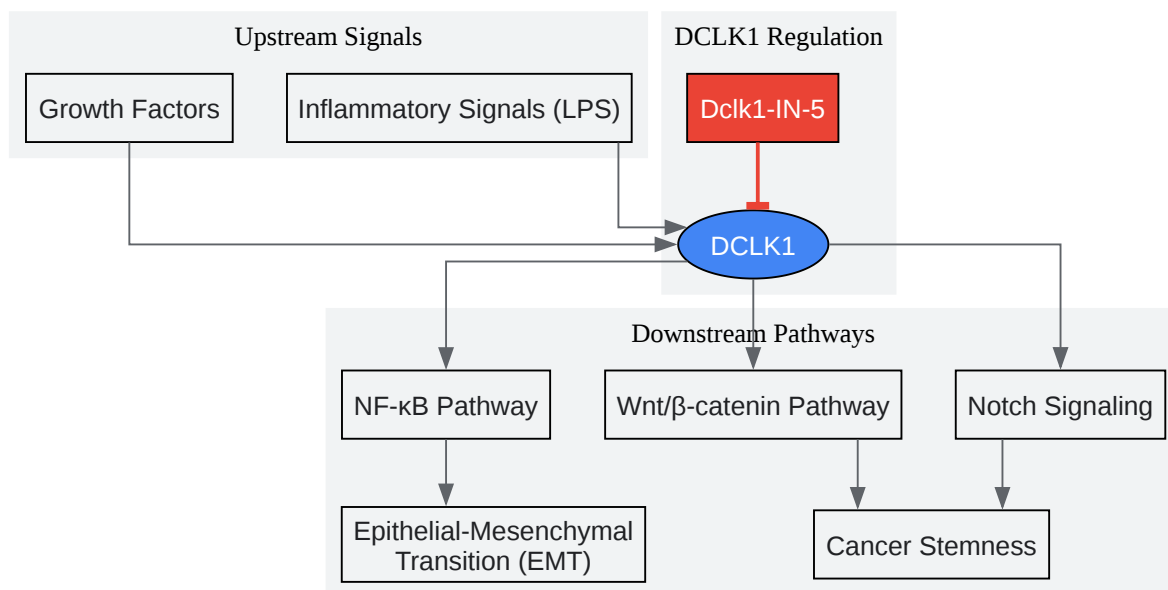 Upstream Signals
DCLK1 Regulation
Growth Factors
Inflammatory Signals (LPS)
Dclk1-IN-5
DCLK1
Downstream Pathways
NF-κB Pathway
Wnt/β-catenin Pathway
Notch Signaling
Epithelial-Mesenchymal
Transition (EMT)
Cancer Stemness